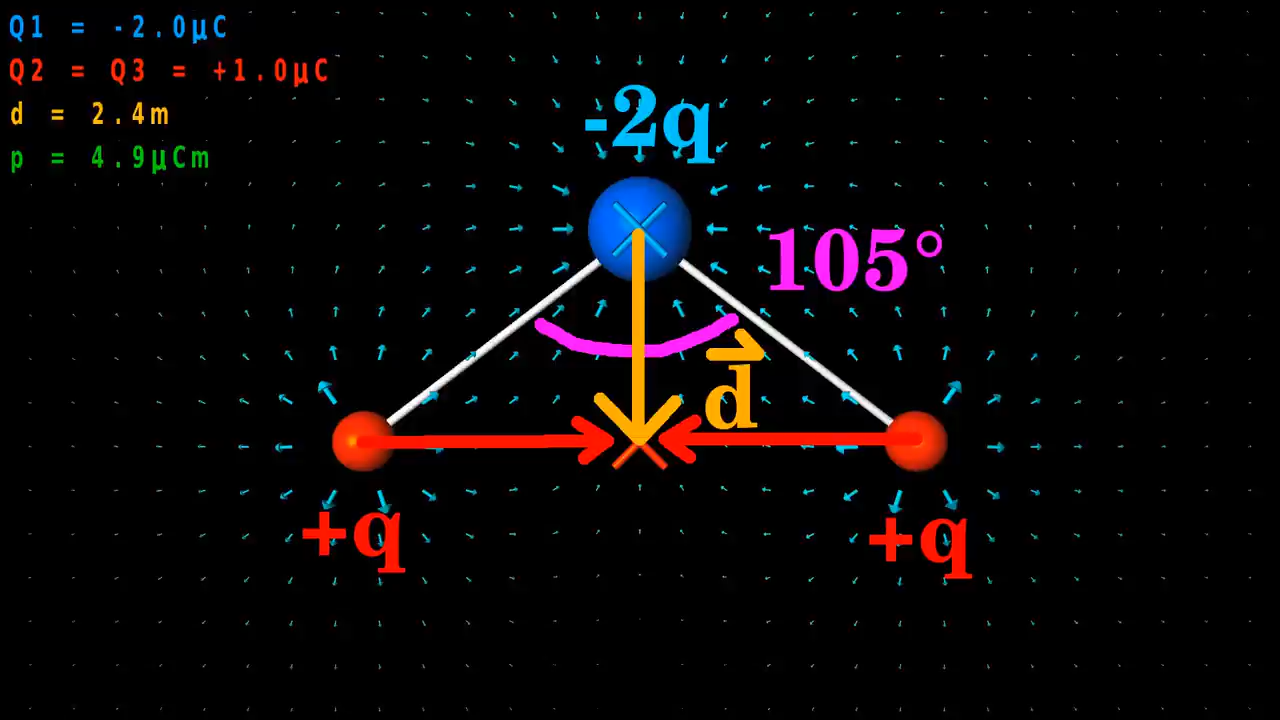 Q1 = -2.0μC
Q2 = Q3 = +1.0μC
d = 2.4m
p = 4.9μCm
-2q
105°
d⃗
+q
+q